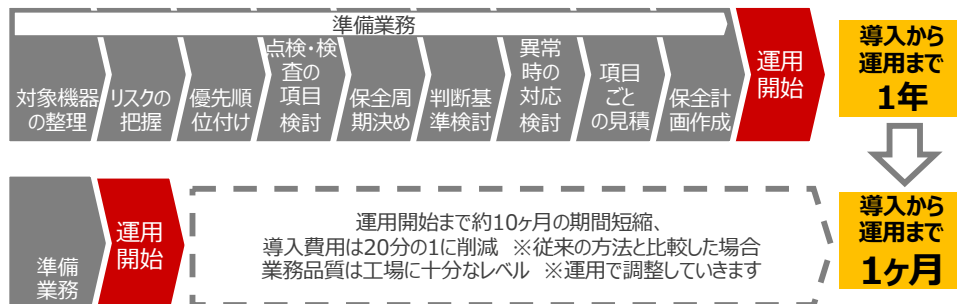 準備業務
対象機器
の整理
リスクの
把握
優先順
位付け
点検・検
査の
項目
検討
保全周
期決め
判断基
準検討
異常
時の
対応
検討
項目
ごと
の見積
保全計
画作成
運用
開始
導入から
運用まで
1年
準備
業務
運用
開始
運用開始まで約10ヶ月の期間短縮、
導入費用は20分の1に削減 ※従来の方法と比較した場合
業務品質は工場に十分なレベル ※運用で調整していきます
導入から
運用まで
1ヶ月